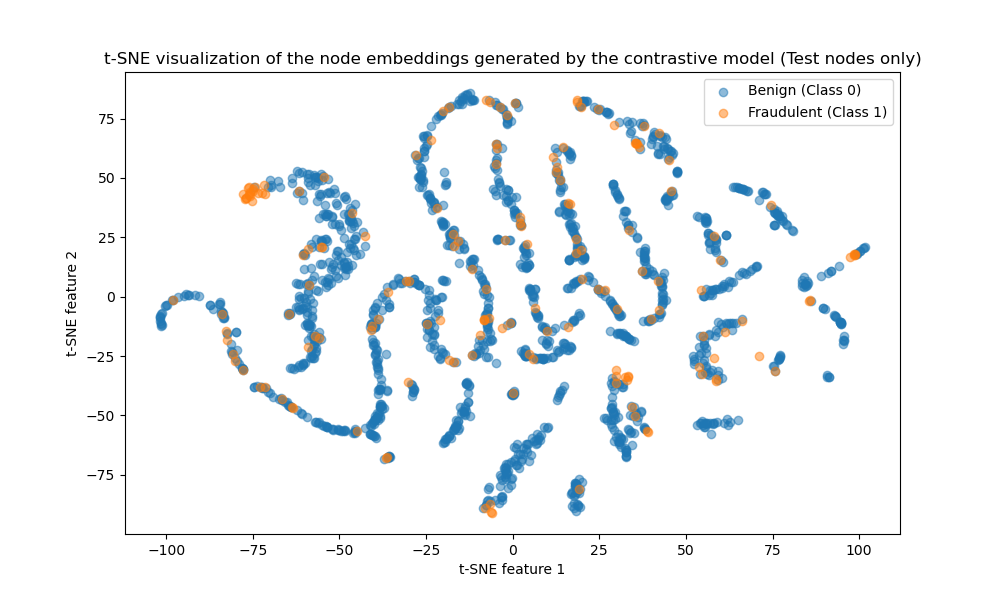 t-SNE visualization of the node embeddings generated by the contrastive model (Test nodes only)
Benign (Class 0)
Fraudulent (Class 1)
75
50
25
0
−25
−50
−75
t-SNE feature 2
−100 −75 −50 −25 0 25 50 75 100
t-SNE feature 1